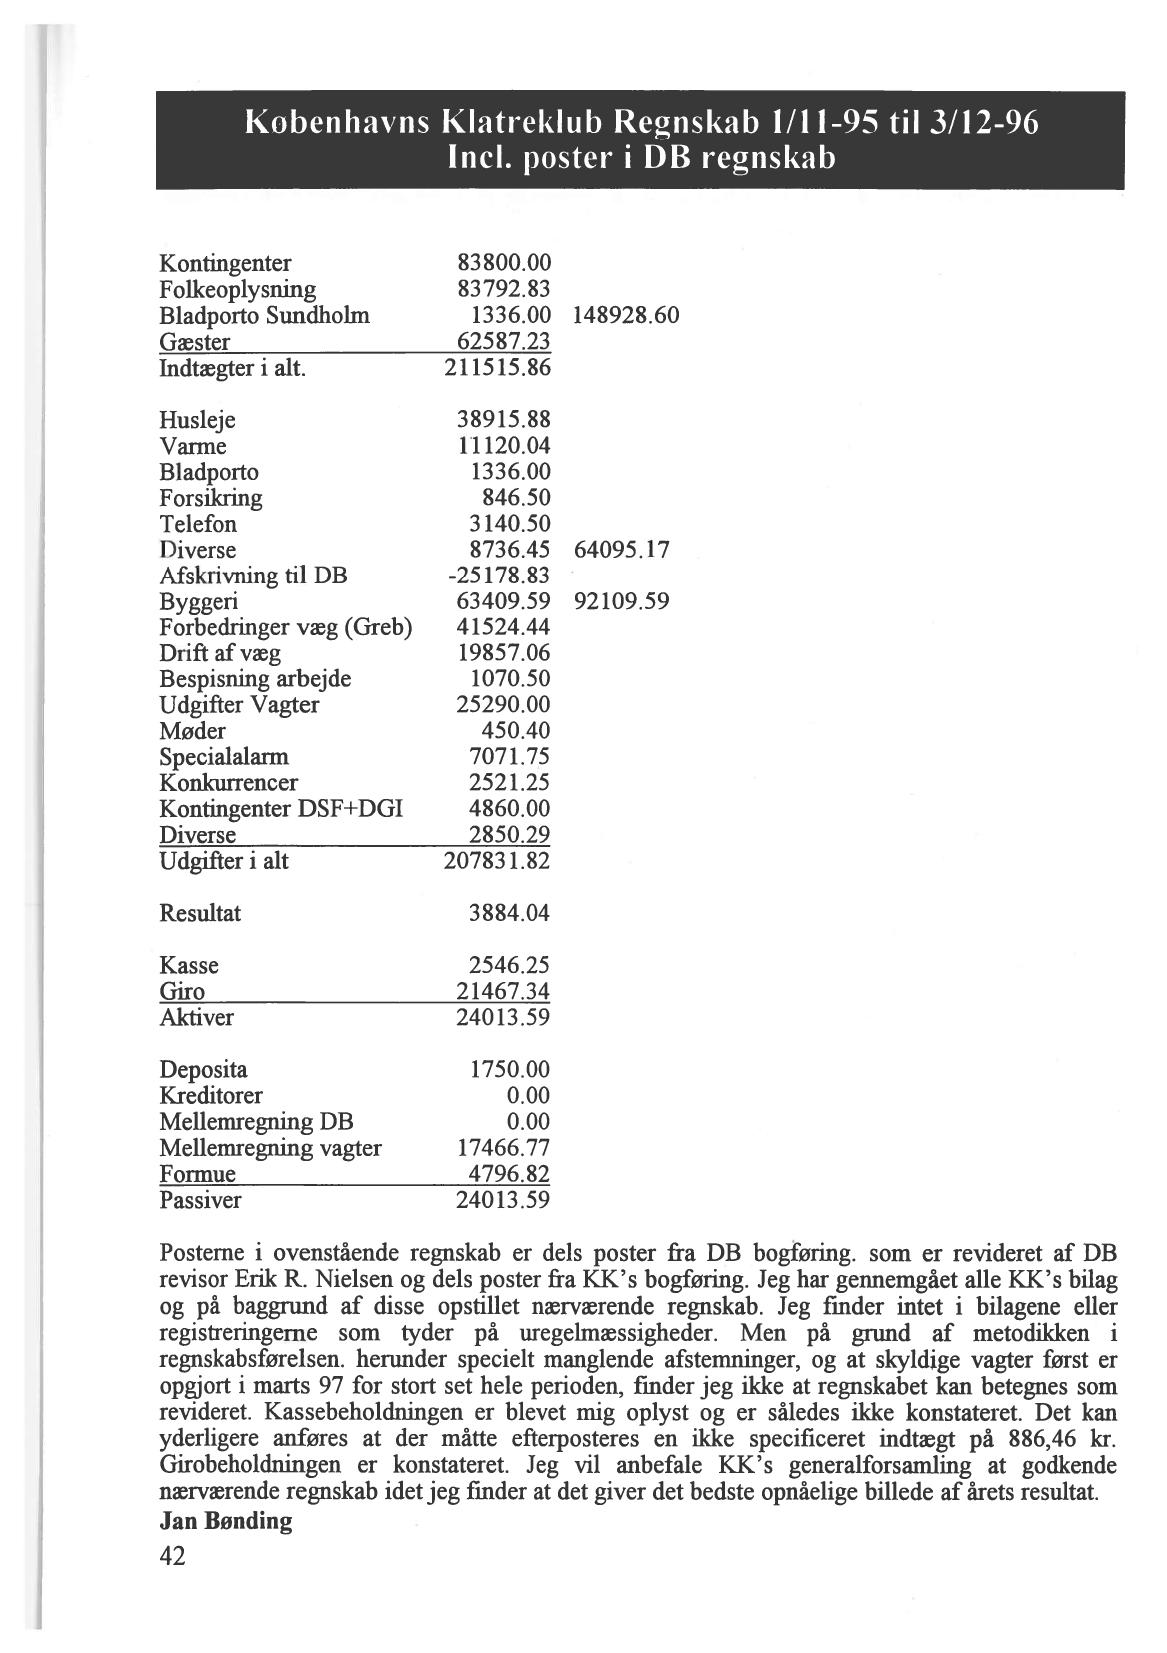 Københavns Klatreklub Regnskab 1/11-95 til 3/12-96
Incl. poster i DB regnskab
Kontingenter 83800.00
Folkeoplysning 83792.83
Bladporto Sundholm 1336.00 148928.60
Gæster 62587.23
Indtægter i alt. 211515.86
Husleje 38915.88
Varme 11120.04
Bladporto 1336.00
Forsikring 846.50
Telefon 3140.50
Diverse 8736.45 64095.17
Afskrivning til DB -25178.83
Byggeri 63409.59 92109.59
Forbedringer væg (Greb) 41524.44
Drift af væg 19857.06
Bespisning arbejde 1070.50
Udgifter Vagter 25290.00
Møder 450.40
Specialalarm 7071.75
Konkurrencer 2521.25
Kontingenter DSF+DGI 4860.00
Diverse 2850.29
Udgifter i alt 207831.82
Resultat 3884.04
Kasse 2546.25
Giro 21467.34
Aktiver 24013.59
Deposita 1750.00
Kreditorer 0.00
Mellemregning DB 0.00
Mellemregning vagter 17466.77
Formue 4796.82
Passiver 24013.59
Posterne i ovenstående regnskab er dels poster fra DB bogføring. som er revideret af DB
revisor Erik R. Nielsen og dels poster fra KK's bogføring. Jeg har gennemgået alle KK's bilag
og på baggrund af disse opstillet nærværende regnskab. Jeg finder intet i bilagene eller
registreringerne som tyder på uregelmæssigheder. Men på grund af metodikken i
regnskabsførelsen. herunder specielt manglende afstemninger, og at skyldige vagter først er
opgjort i marts 97 for stort set hele perioden, finder jeg ikke at regnskabet kan betegnes som
revideret. Kassebeholdningen er blevet mig oplyst og er således ikke konstateret. Det kan
yderligere anføres at der måtte efterposteres en ikke specificeret indtægt på 886,46 kr.
Girobeholdningen er konstateret. Jeg vil anbefale KK's generalforsamling at godkende
nærværende regnskab idet jeg finder at det giver det bedste opnåelige billede af årets resultat.
Jan Bønding
42